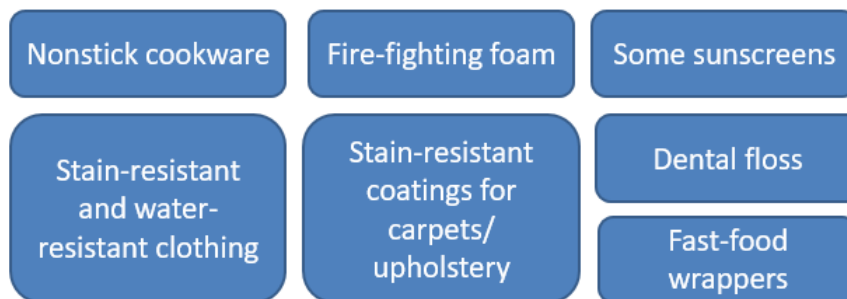 Nonstick cookware
Fire-fighting foam
Some sunscreens
Stain-resistant
and water-
resistant clothing
Stain-resistant
coatings for
carpets/
upholstery
Dental floss
Fast-food
wrappers